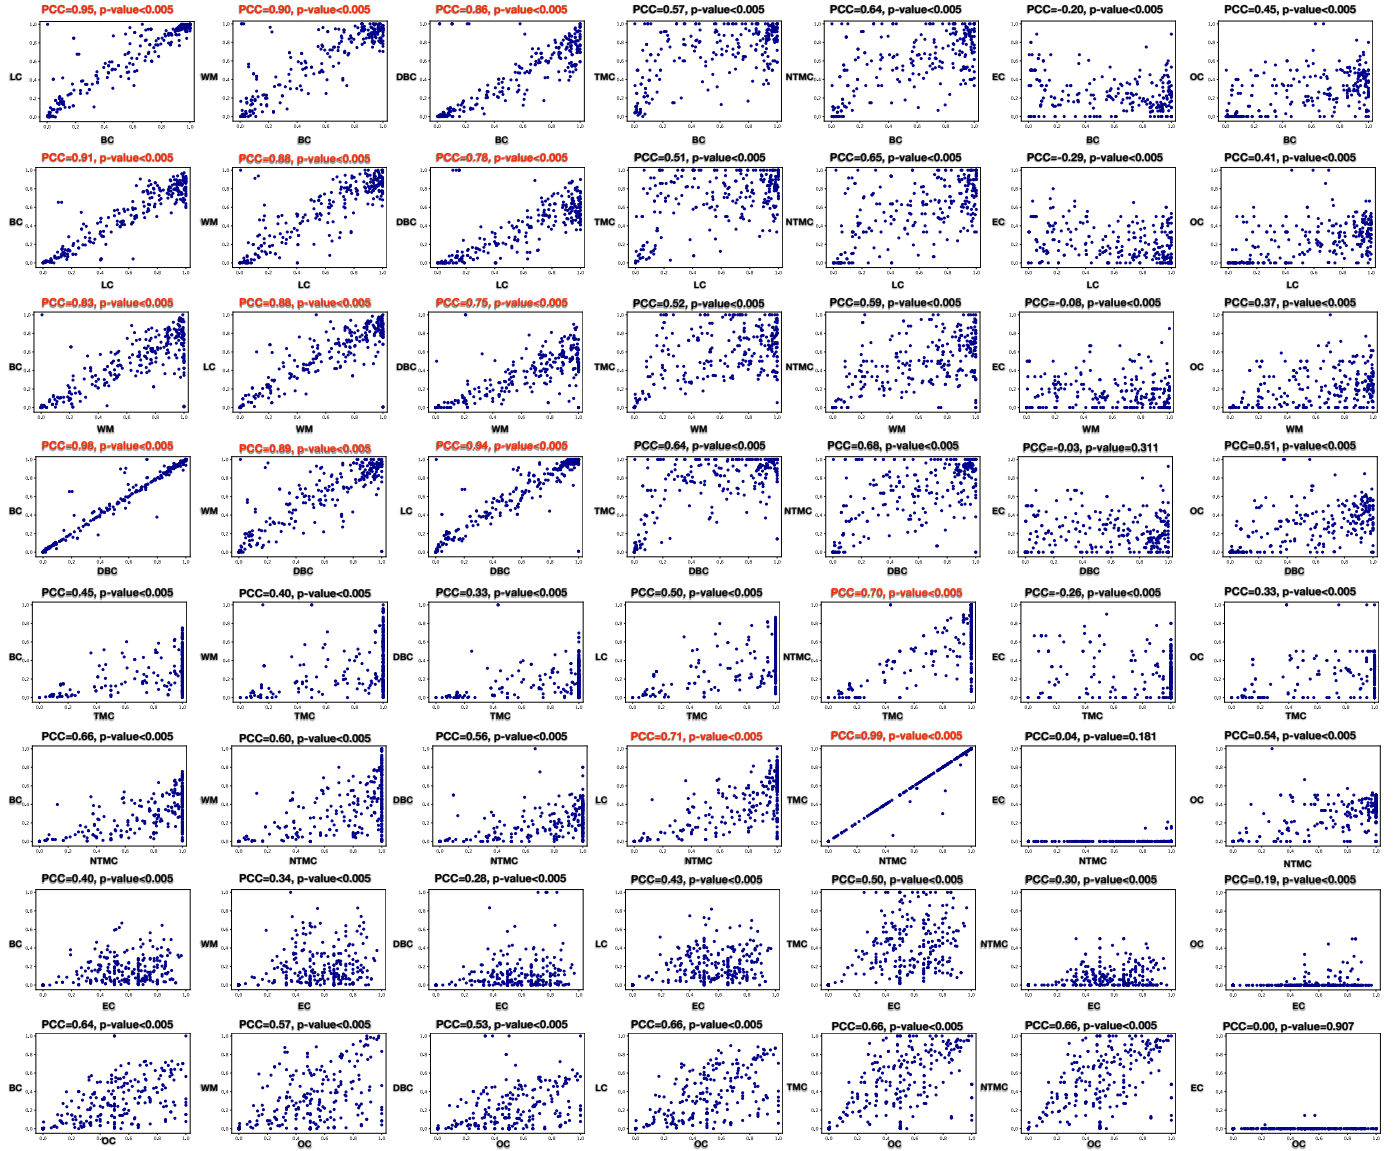 PCC=0.95, p-value<0.005 PCC=0.90, p-value<0.005 PCC=0.86, p-value<0.005 PCC=0.57, p-value<0.005 PCC=0.64, p-value<0.005 PCC=-0.20, p-value<0.005 PCC=0.45, p-value<0.005
LC WM DBC TMC NTMC EC OC
BC BC BC BC BC BC BC
PCC=0.91, p-value<0.005 PCC=0.88, p-value<0.005 PCC=0.78, p-value<0.005 PCC=0.51, p-value<0.005 PCC=0.65, p-value<0.005 PCC=-0.29, p-value<0.005 PCC=0.41, p-value<0.005
BC WM DBC TMC NTMC EC OC
LC LC LC LC LC LC LC
PCC=0.83, p-value<0.005 PCC=0.88, p-value<0.005 PCC=0.75, p-value<0.005 PCC=0.52, p-value<0.005 PCC=0.59, p-value<0.005 PCC=-0.08, p-value<0.005 PCC=0.37, p-value<0.005
BC LC DBC TMC NTMC EC OC
WM WM WM WM WM WM WM
PCC=0.98, p-value<0.005 PCC=0.89, p-value<0.005 PCC=0.94, p-value<0.005 PCC=0.64, p-value<0.005 PCC=0.68, p-value<0.005 PCC=-0.03, p-value=0.311 PCC=0.51, p-value<0.005
BC WM LC TMC NTMC EC OC
DBC DBC DBC DBC DBC DBC DBC
PCC=0.45, p-value<0.005 PCC=0.40, p-value<0.005 PCC=0.33, p-value<0.005 PCC=0.50, p-value<0.005 PCC=0.70, p-value<0.005 PCC=-0.26, p-value<0.005 PCC=0.33, p-value<0.005
BC WM DBC LC NTMC EC OC
TMC TMC TMC TMC TMC TMC TMC
PCC=0.66, p-value<0.005 PCC=0.60, p-value<0.005 PCC=0.56, p-value<0.005 PCC=0.71, p-value<0.005 PCC=0.99, p-value<0.005 PCC=0.04, p-value=0.181 PCC=0.54, p-value<0.005
BC WM DBC LC TMC EC OC
NTMC NTMC NTMC NTMC NTMC NTMC NTMC
PCC=0.40, p-value<0.005 PCC=0.34, p-value<0.005 PCC=0.28, p-value<0.005 PCC=0.43, p-value<0.005 PCC=0.50, p-value<0.005 PCC=0.30, p-value<0.005 PCC=0.19, p-value<0.005
BC WM DBC LC TMC NTMC OC
EC EC EC EC EC EC EC
PCC=0.64, p-value<0.005 PCC=0.57, p-value<0.005 PCC=0.53, p-value<0.005 PCC=0.66, p-value<0.005 PCC=0.66, p-value<0.005 PCC=0.66, p-value<0.005 PCC=0.00, p-value=0.907
BC WM DBC LC TMC NTMC EC
OC OC OC OC OC OC OC